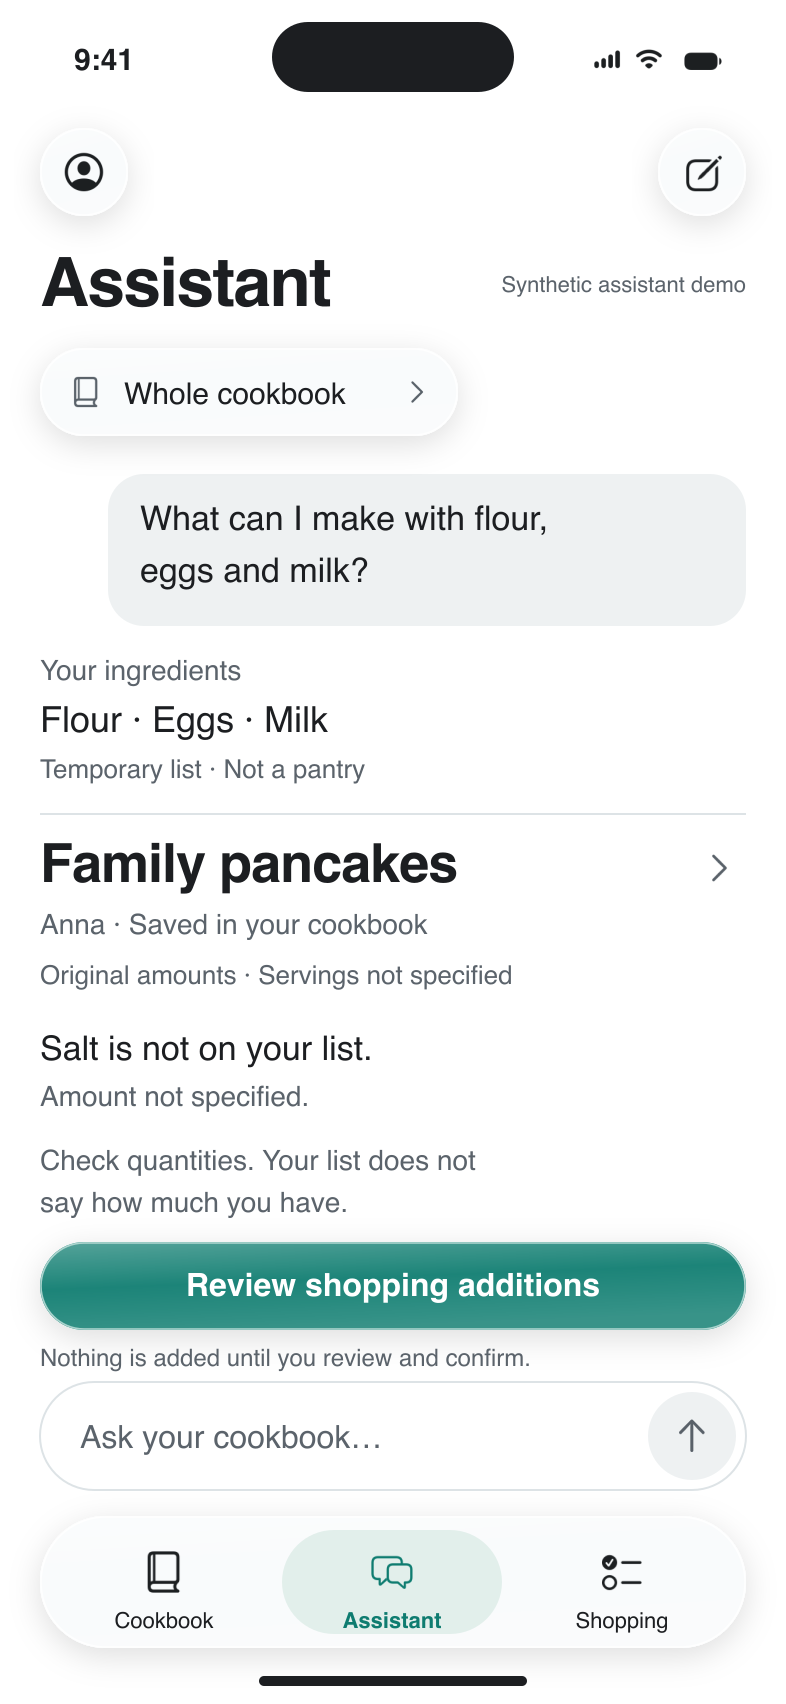 9:41
Assistant
Synthetic assistant demo
Whole cookbook
What can I make with flour,
eggs and milk?
Your ingredients
Flour · Eggs · Milk
Temporary list · Not a pantry
Family pancakes
Anna · Saved in your cookbook
Original amounts · Servings not specified
Salt is not on your list.
Amount not specified.
Check quantities. Your list does not
say how much you have.
Review shopping additions
Nothing is added until you review and confirm.
Ask your cookbook...
Cookbook
Assistant
Shopping